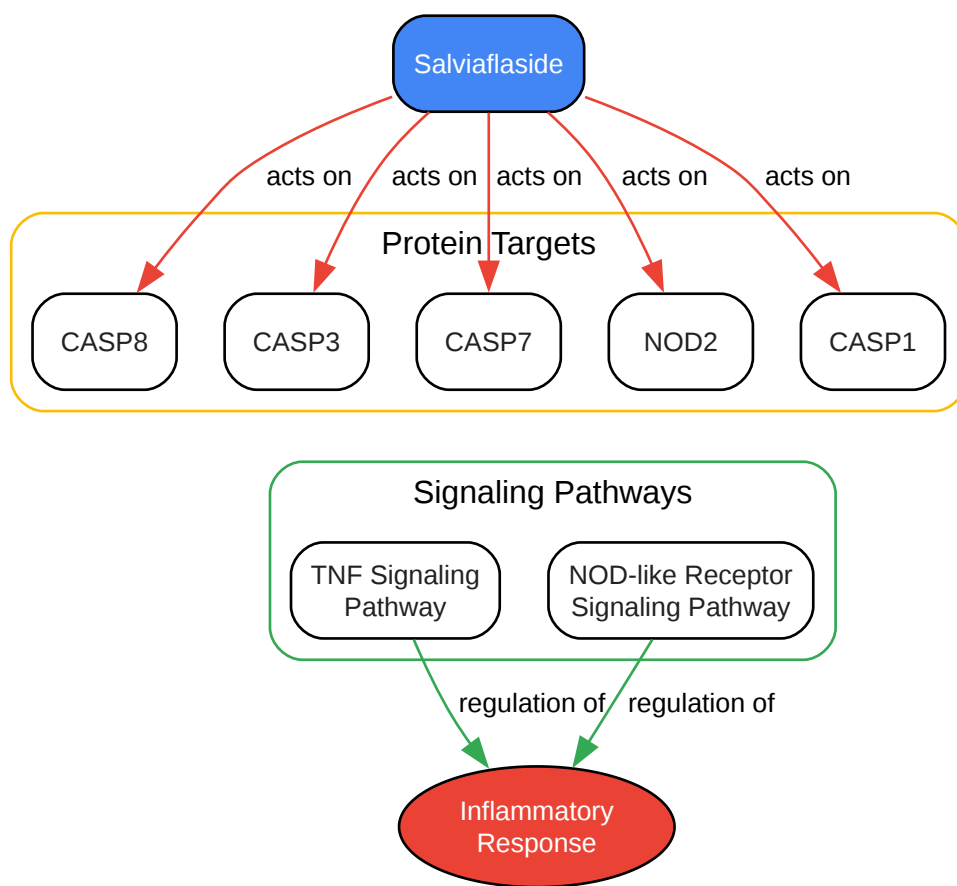 Salviaflaside
acts on acts on acts on acts on acts on
Protein Targets
CASP8 CASP3 CASP7 NOD2 CASP1
Signaling Pathways
TNF Signaling
Pathway
NOD-like Receptor
Signaling Pathway
regulation of regulation of
Inflammatory
Response